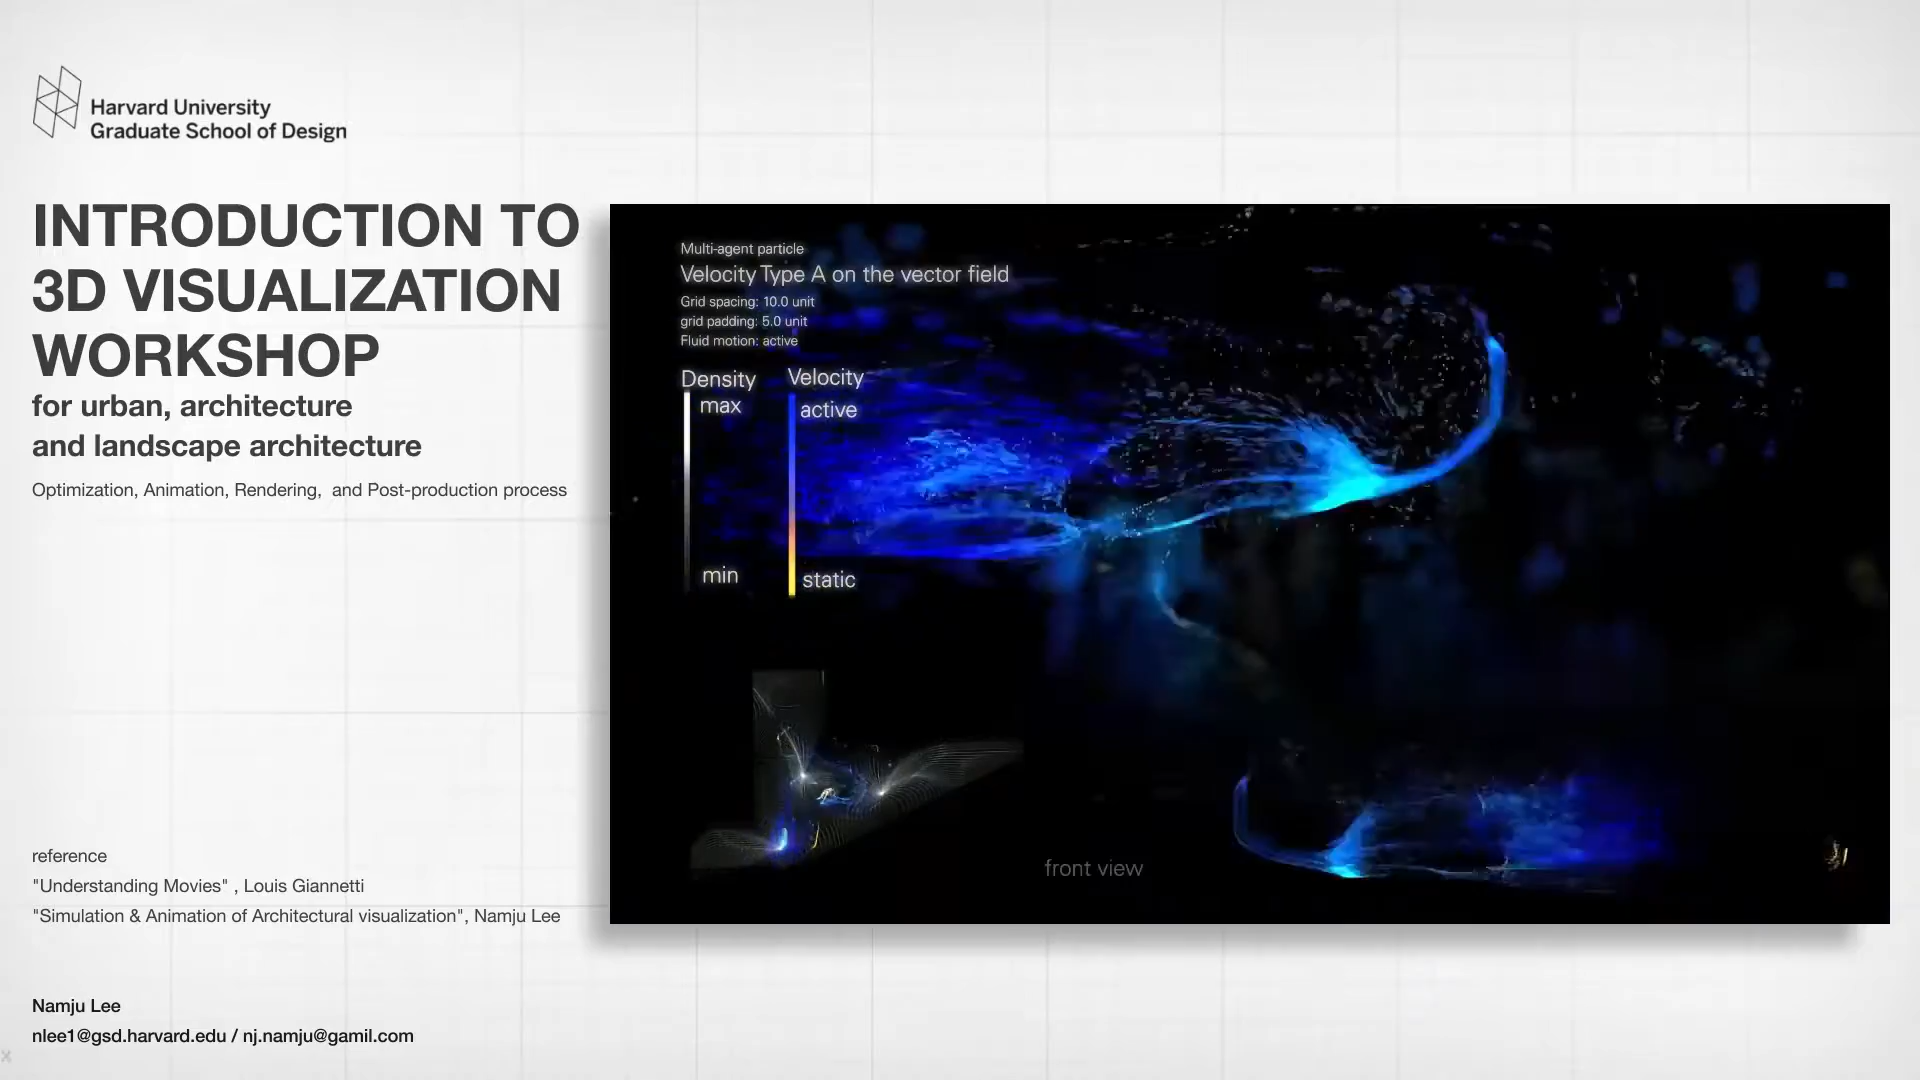 Harvard University
Graduate School of Design
INTRODUCTION TO
3D VISUALIZATION
WORKSHOP
for urban, architecture
and landscape architecture
Optimization, Animation, Rendering,  and Post-production process
reference
"Understanding Movies" , Louis Giannetti
"Simulation & Animation of Architectural visualization", Namju Lee
Namju Lee
nlee1@gsd.harvard.edu / nj.namju@gamil.com
Multi-agent particle
Velocity Type A on the vector field
Grid spacing: 10.0 unit
grid padding: 5.0 unit
Fluid motion: active
Density
max
min
Velocity
active
static
front view